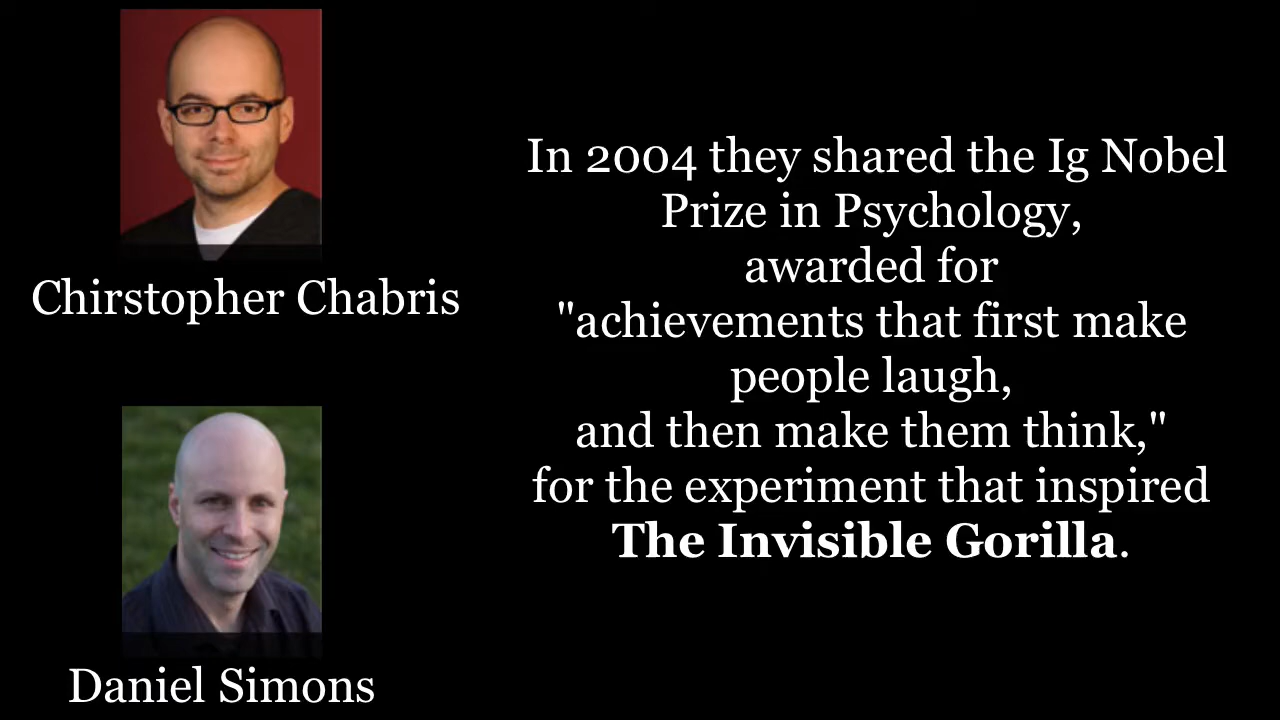 Chirstopher Chabris
Daniel Simons
In 2004 they shared the Ig Nobel
Prize in Psychology,
awarded for
"achievements that first make
people laugh,
and then make them think,"
for the experiment that inspired
The Invisible Gorilla.